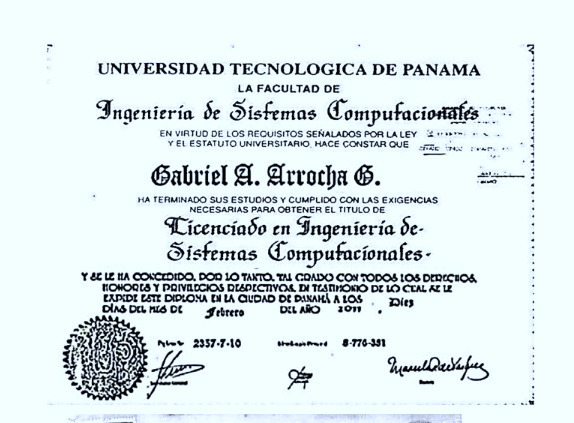 UNIVERSIDAD TECNOLOGICA DE PANAMA
LA FACULTAD DE
Ingeniería de Sistemas Computacionales
EN VIRTUD DE LOS REQUISITOS SEÑALADOS POR LA LEY
Y EL ESTATUTO UNIVERSITARIO, HACE CONSTAR QUE
Gabriel A. Arrocha G.
HA TERMINADO SUS ESTUDIOS Y CUMPLIDO CON LAS EXIGENCIAS
NECESARIAS PARA OBTENER EL TITULO DE
Licenciado en Ingeniería de
Sistemas Computacionales
Y SE LE HA CONCEDIDO, POR LO TANTO, TAL GRADO CON TODOS LOS DERECHOS,
HONORES Y PRIVILEGIOS RESPECTIVOS, EN TESTIMONIO DE LO CUAL SE LE
EXPIDE ESTE DIPLOMA EN LA CIUDAD DE PANAMÁ A LOS Diez
DÍAS DEL MES DE Febrero DEL AÑO 2011 .
2357-7-10 8-776-351